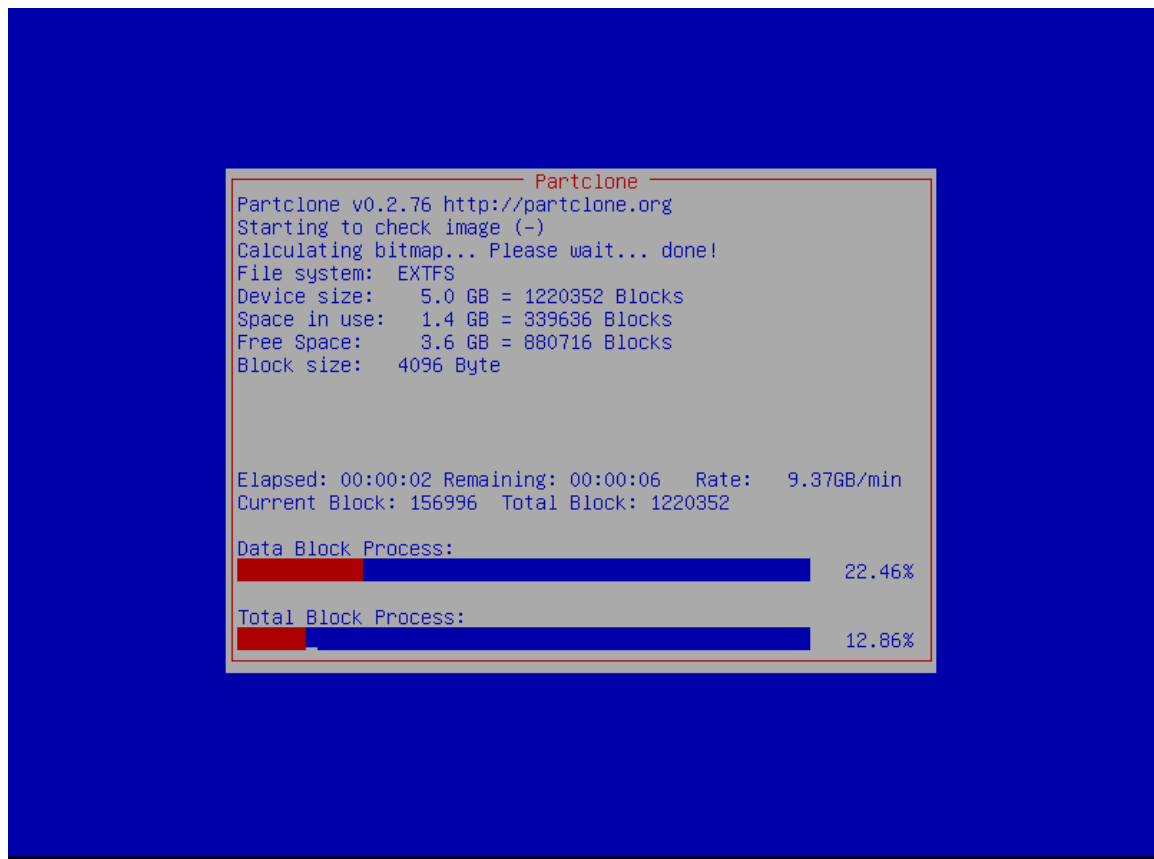 Partclone
Partclone v0.2.76 http://partclone.org
Starting to check image (-)
Calculating bitmap... Please wait... done!
File system:  EXTFS
Device size:    5.0 GB = 1220352 Blocks
Space in use:   1.4 GB = 339636 Blocks
Free Space:     3.6 GB = 880716 Blocks
Block size:   4096 Byte
Elapsed: 00:00:02 Remaining: 00:00:06   Rate:   9.37GB/min
Current Block: 156996  Total Block: 1220352
Data Block Process:
22.46%
Total Block Process:
12.86%